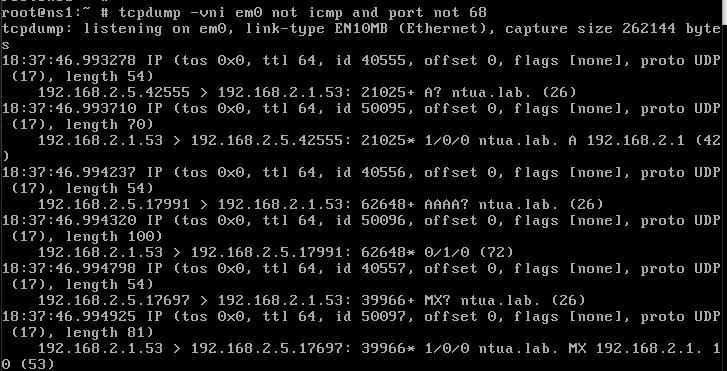 root@ns1:~ # tcpdump -vni em0 not icmp and port not 68
tcpdump: listening on em0, link-type EN10MB (Ethernet), capture size 262144 byte
s
18:37:46.993278 IP (tos 0x0, ttl 64, id 40555, offset 0, flags [none], proto UDP
 (17), length 54)
    192.168.2.5.42555 > 192.168.2.1.53: 21025+ A? ntua.lab. (26)
18:37:46.993710 IP (tos 0x0, ttl 64, id 50095, offset 0, flags [none], proto UDP
 (17), length 70)
    192.168.2.1.53 > 192.168.2.5.42555: 21025* 1/0/0 ntua.lab. A 192.168.2.1 (42
)
18:37:46.994237 IP (tos 0x0, ttl 64, id 40556, offset 0, flags [none], proto UDP
 (17), length 54)
    192.168.2.5.17991 > 192.168.2.1.53: 62648+ AAAA? ntua.lab. (26)
18:37:46.994320 IP (tos 0x0, ttl 64, id 50096, offset 0, flags [none], proto UDP
 (17), length 100)
    192.168.2.1.53 > 192.168.2.5.17991: 62648* 0/1/0 (72)
18:37:46.994798 IP (tos 0x0, ttl 64, id 40557, offset 0, flags [none], proto UDP
 (17), length 54)
    192.168.2.5.17697 > 192.168.2.1.53: 39966+ MX? ntua.lab. (26)
18:37:46.994925 IP (tos 0x0, ttl 64, id 50097, offset 0, flags [none], proto UDP
 (17), length 81)
    192.168.2.1.53 > 192.168.2.5.17697: 39966* 1/0/0 ntua.lab. MX 192.168.2.1. 1
0 (53)